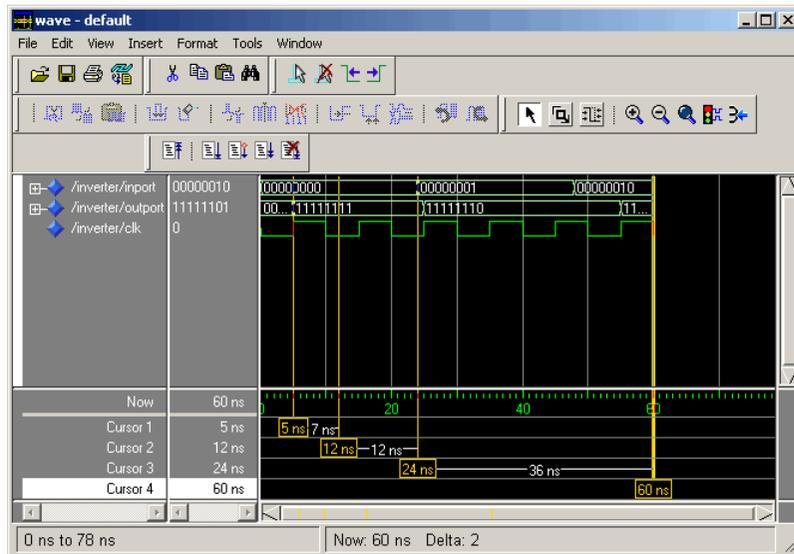 wave - default
File Edit View Insert Format Tools Window
/inverter/inport 00000010 00000000 00000001 00000010
/inverter/outport 11111101 00... 11111111 11111110 11...
/inverter/clk 0
Now 60 ns 20 40 60
Cursor 1 5 ns 5 ns 7 ns
Cursor 2 12 ns 12 ns 12 ns
Cursor 3 24 ns 24 ns 36 ns
Cursor 4 60 ns 60 ns
0 ns to 78 ns Now: 60 ns Delta: 2